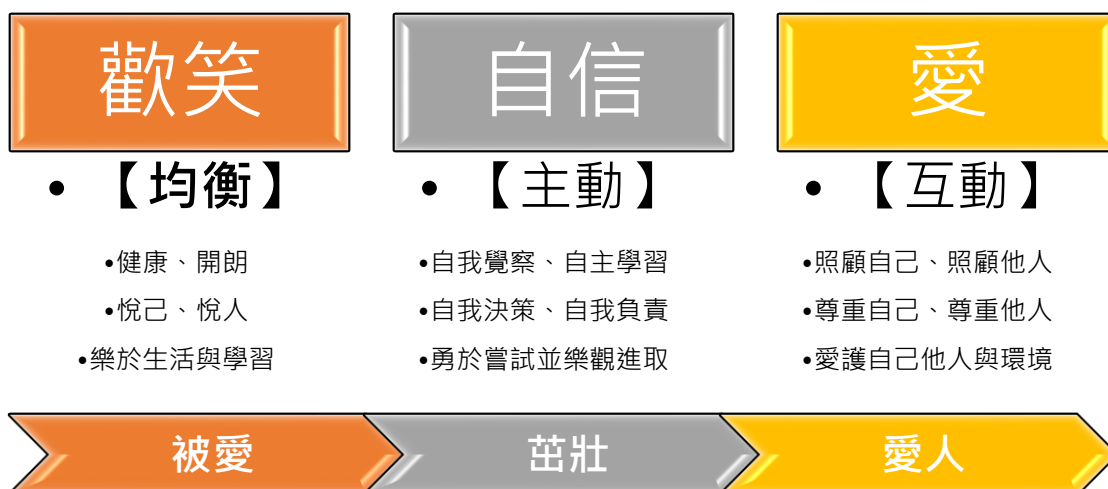 歡笑
• 【均衡】
•健康、開朗
•悅己、悅人
•樂於生活與學習
自信
• 【主動】
•自我覺察、自主學習
•自我決策、自我負責
•勇於嘗試並樂觀進取
愛
• 【互動】
•照顧自己、照顧他人
•尊重自己、尊重他人
•愛護自己他人與環境
被愛
茁壯
愛人